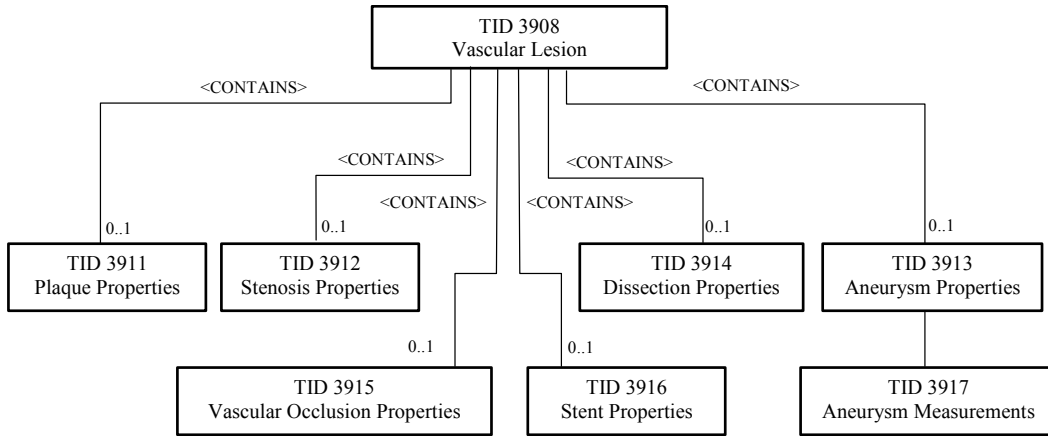 TID 3908
Vascular Lesion
<CONTAINS>
<CONTAINS>
<CONTAINS>
<CONTAINS>
<CONTAINS>
<CONTAINS>
0..1
0..1
0..1
0..1
TID 3911
Plaque Properties
TID 3912
Stenosis Properties
TID 3914
Dissection Properties
TID 3913
Aneurysm Properties
0..1
0..1
TID 3915
Vascular Occlusion Properties
TID 3916
Stent Properties
TID 3917
Aneurysm Measurements